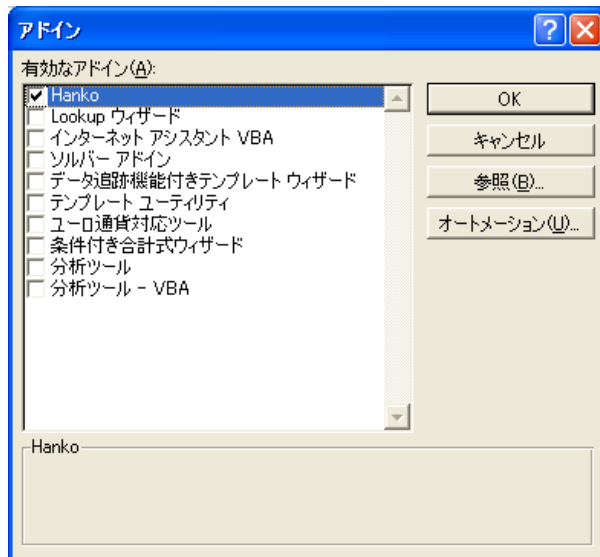 アドイン
有効なアドイン(A):
Hanko
Lookup ウィザード
インターネット アシスタント VBA
ソルバー アドイン
データ追跡機能付きテンプレート ウィザード
テンプレート ユーティリティ
ユーロ通貨対応ツール
条件付き合計式ウィザード
分析ツール
分析ツール - VBA
OK
キャンセル
参照(B)...
オートメーション(U)...
Hanko